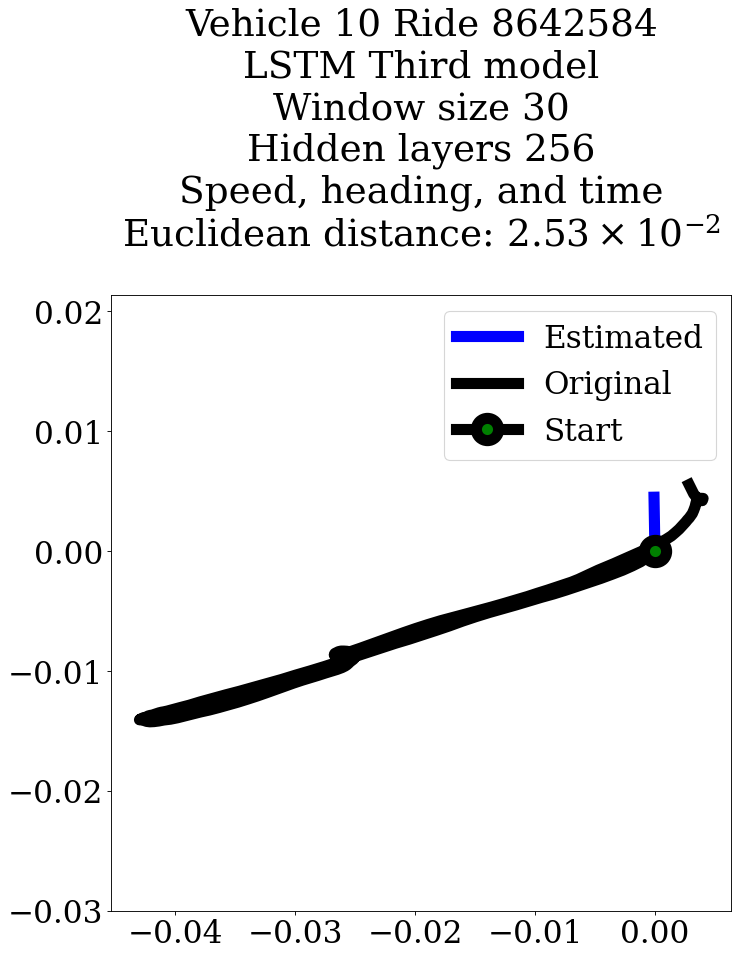 Vehicle 10 Ride 8642584
LSTM Third model
Window size 30
Hidden layers 256
Speed, heading, and time
Euclidean distance: 2.53 × 10⁻²
Estimated
Original
Start
0.02
0.01
0.00
−0.01
−0.02
−0.03
−0.04 −0.03 −0.02 −0.01 0.00